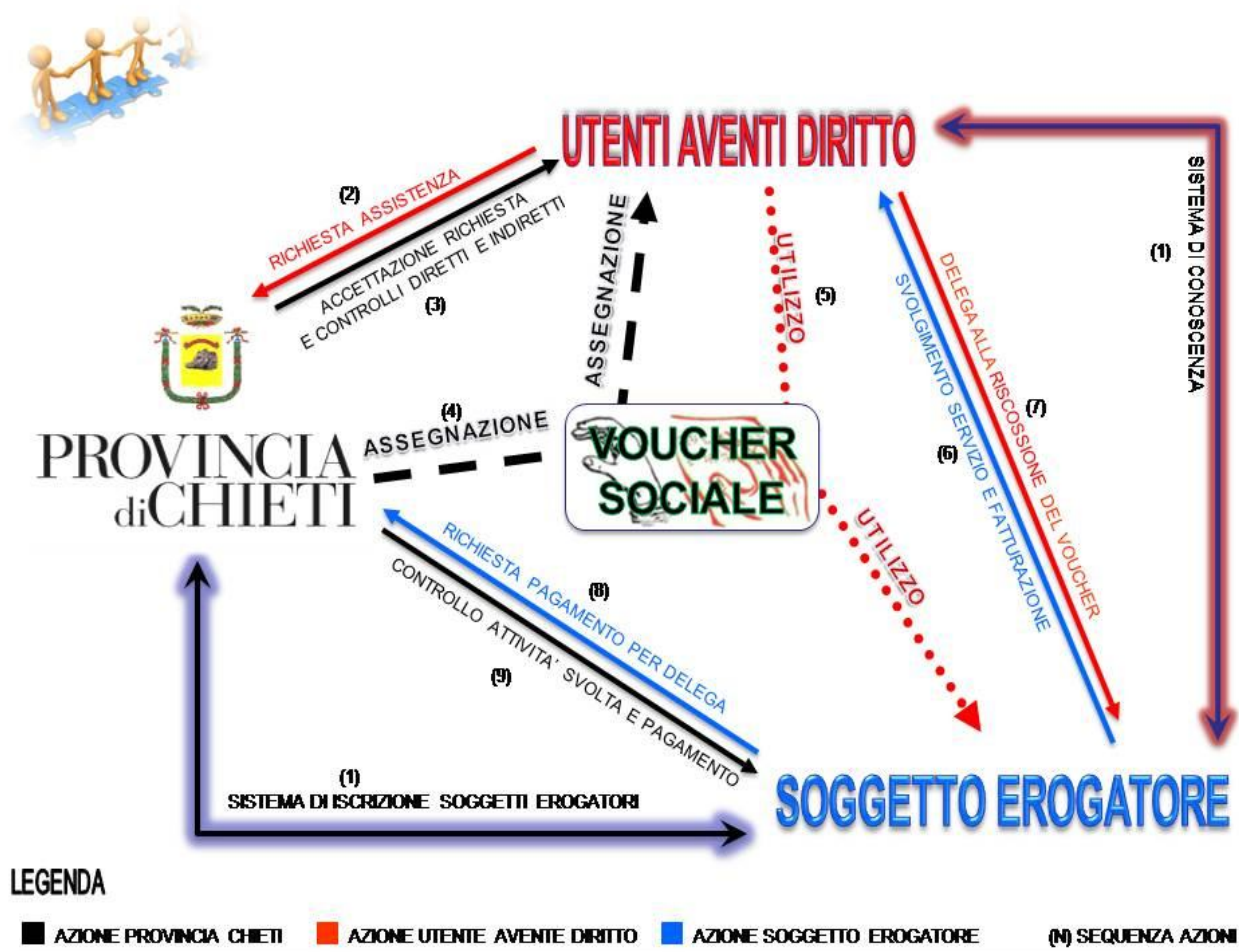 UTENTI AVENTI DIRITTO
(2)
RICHIESTA ASSISTENZA
ACCETTAZIONE RICHIESTA
E CONTROLLI DIRETTI E INDIRETTI
(3)
ASSEGNAZIONE
UTILIZZO
(5)
DELEGA ALLA RISCOSSIONE DEL VOUCHER
(7)
SVOLGIMENTO SERVIZIO E FATTURAZIONE
(6)
(1)
SISTEMA DI CONOSCENZA
PROVINCIA
diCHIETI
(4)
ASSEGNAZIONE
VOUCHER
SOCIALE
UTILIZZO
RICHIESTA PAGAMENTO PER DELEGA
(8)
CONTROLLO ATTIVITA' SVOLTA E PAGAMENTO
(9)
(1)
SISTEMA DI ISCRIZIONE SOGGETTI EROGATORI
SOGGETTO EROGATORE
LEGENDA
AZIONE PROVINCIA CHIETI AZIONE UTENTE AVENTE DIRITTO AZIONE SOGGETTO EROGATORE (N) SEQUENZA AZIONI